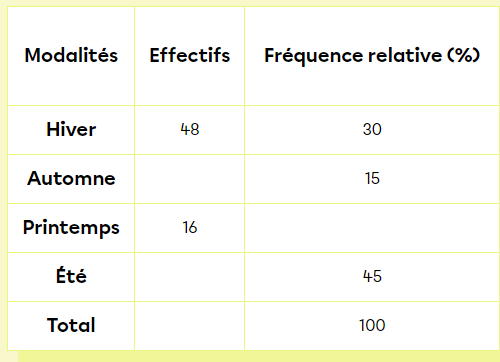 Modalités Effectifs Fréquence relative (%)
Hiver 48 30
Automne 15
Printemps 16
Été 45
Total 100